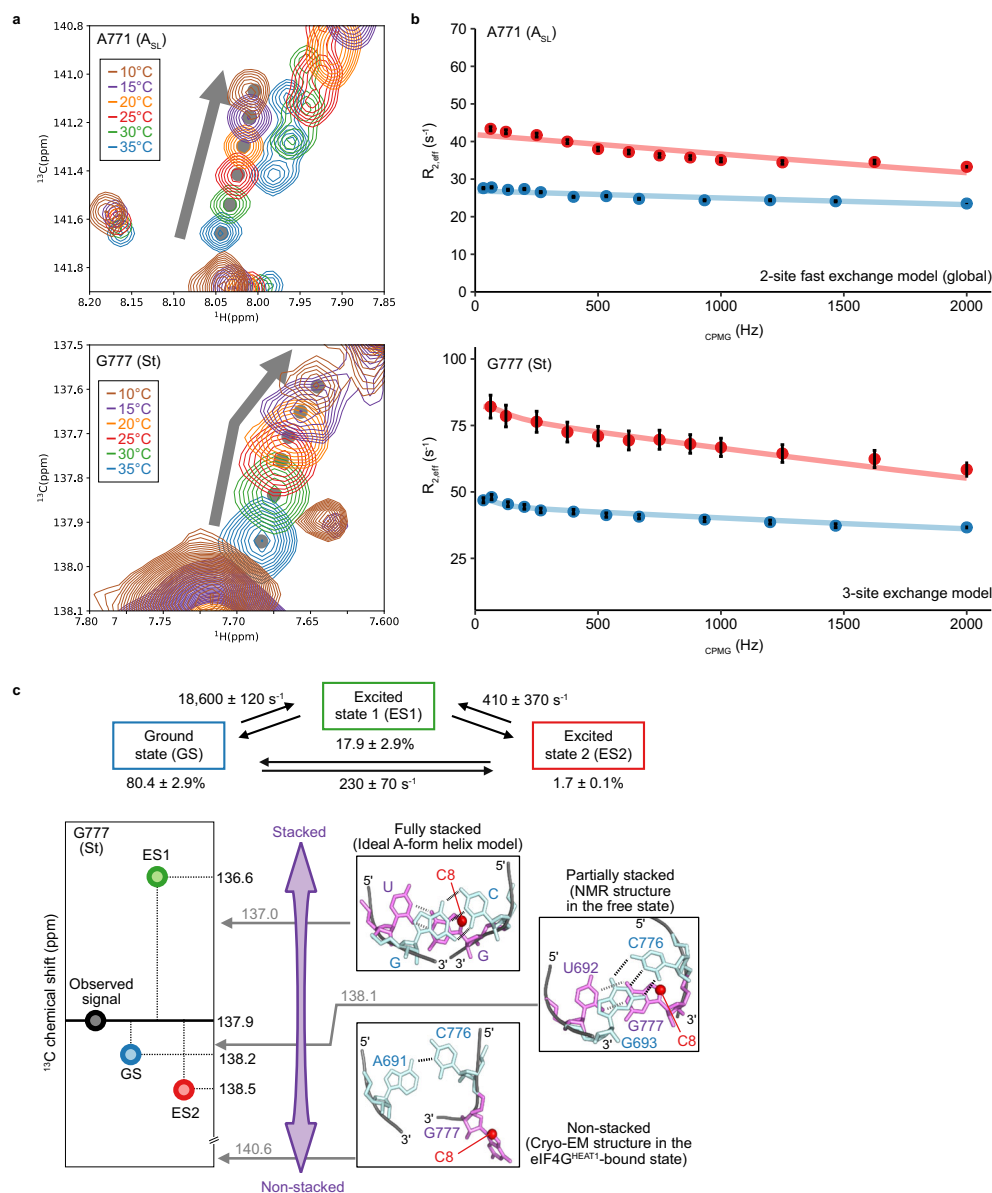 a
A771 (A_SL)
10°C
15°C
20°C
25°C
30°C
35°C
140.8
141.0
141.2
141.4
141.6
141.8
13C(ppm)
8.20 8.15 8.10 8.05 8.00 7.95 7.90 7.85
1H(ppm)
G777 (St)
10°C
15°C
20°C
25°C
30°C
35°C
137.5
137.6
137.7
137.8
137.9
138.0
138.1
13C(ppm)
7.80 7 7.75 7.70 7.65 7.600
1H(ppm)
b
A771 (A_SL)
70
60
50
40
30
20
10
0
R2,eff (s-1)
2-site fast exchange model (global)
0 500 1000 1500 2000
CPMG (Hz)
G777 (St)
100
75
50
25
R2,eff (s-1)
3-site exchange model
0 500 1000 1500 2000
CPMG (Hz)
c
18,600 ± 120 s-1
Excited
state 1 (ES1)
410 ± 370 s-1
Ground
state (GS)
17.9 ± 2.9%
Excited
state 2 (ES2)
80.4 ± 2.9%
230 ± 70 s-1
1.7 ± 0.1%
G777
(St)
ES1
Observed
signal
GS
ES2
13C chemical shift (ppm)
136.6
137.9
138.2
138.5
137.0
138.1
140.6
Stacked
Non-stacked
Fully stacked
(Ideal A-form helix model)
5'
U
C8
C
5'
G
3' 3'
G
Partially stacked
(NMR structure
in the free state)
5'
C776
U692
G777
3'
G693
3'
C8
C776
5'
A691
3'
G777
3'
C8
Non-stacked
(Cryo-EM structure in the
eIF4GHEAT1-bound state)